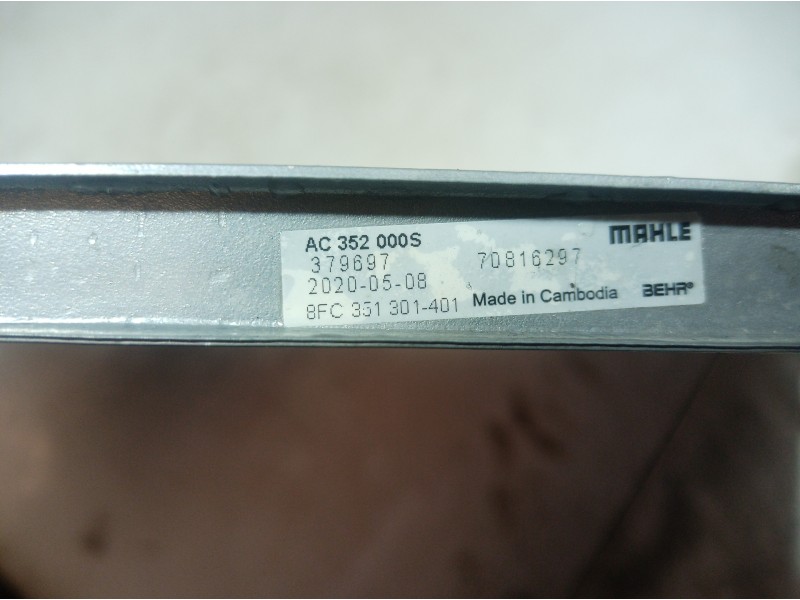 AC 352 000S MAHLE
379697 70816297
2020-05-08
8FC 351 301-401 Made in Cambodia BEHR®